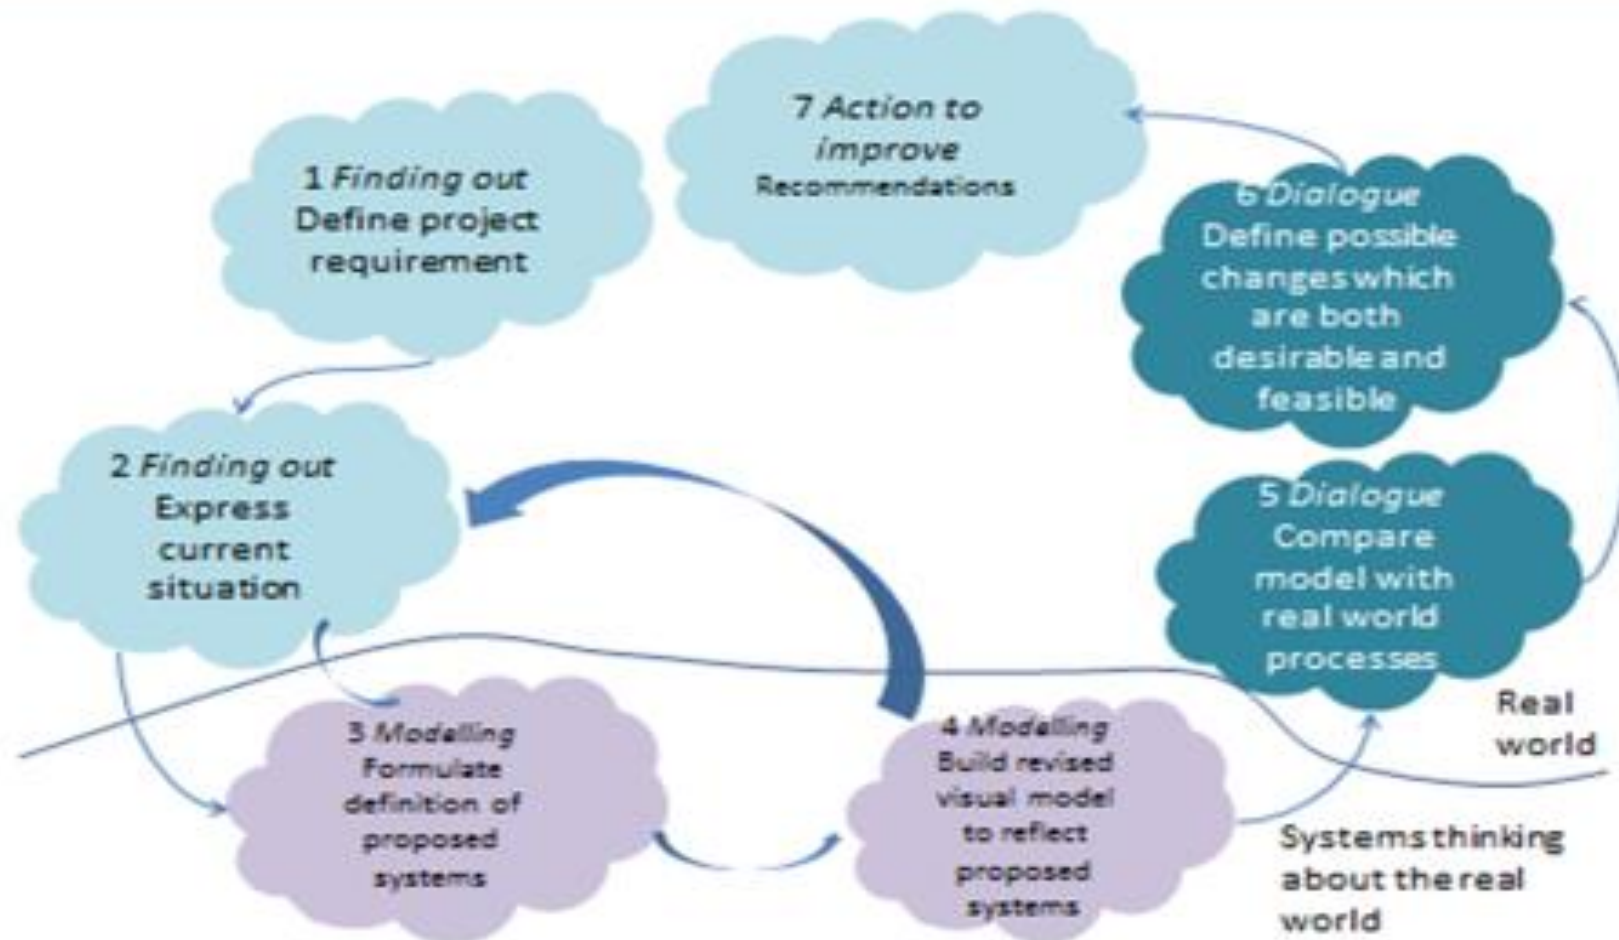 1 Finding out
Define project
requirement
2 Finding out
Express
current
situation
3 Modelling
Formulate
definition of
proposed
systems
4 Modelling
Build revised
visual model
to reflect
proposed
systems
5 Dialogue
Compare
model with
real world
processes
6 Dialogue
Define possible
changes which
are both
desirable and
feasible
7 Action to
improve
Recommendations
Real
world
Systems thinking
about the real
world